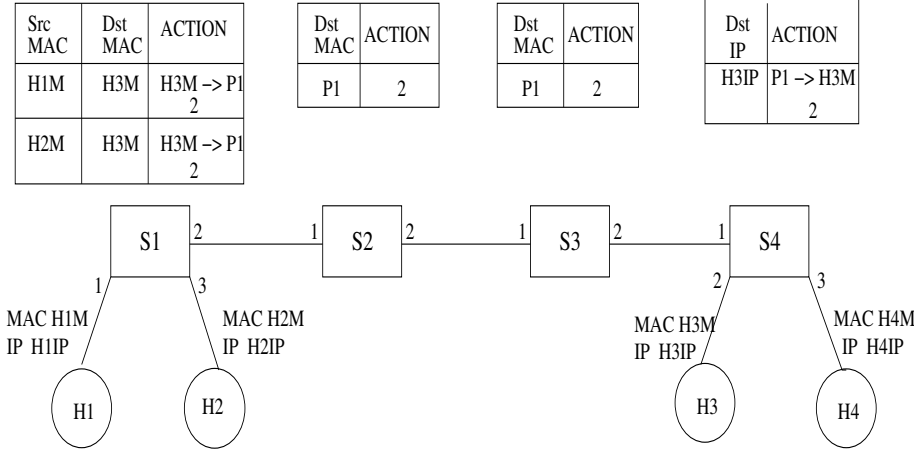 Src MAC Dst MAC ACTION
H1M H3M H3M –> P1 2
H2M H3M H3M –> P1 2
Dst MAC ACTION
P1 2
Dst MAC ACTION
P1 2
Dst IP ACTION
H3IP P1 –> H3M 2
S1 2 1 S2 2 1 S3 2 1 S4
1 3 2 3
MAC H1M
IP H1IP
MAC H2M
IP H2IP
MAC H3M
IP H3IP
MAC H4M
IP H4IP
H1 H2 H3 H4